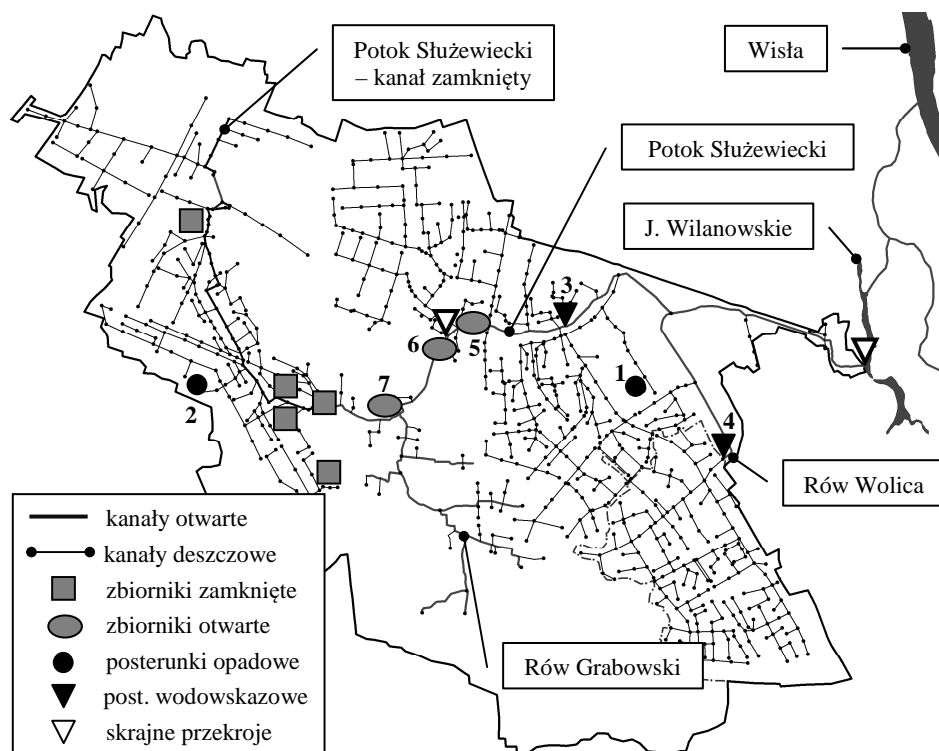 Potok Służewiecki
– kanał zamknięty
Wisła
Potok Służewiecki
J. Wilanowskie
3
6
5
1
7
2
4
Rów Wolica
Rów Grabowski
kanały otwarte
kanały deszczowe
zbiorniki zamknięte
zbiorniki otwarte
posterunki opadowe
post. wodowskazowe
skrajne przekroje